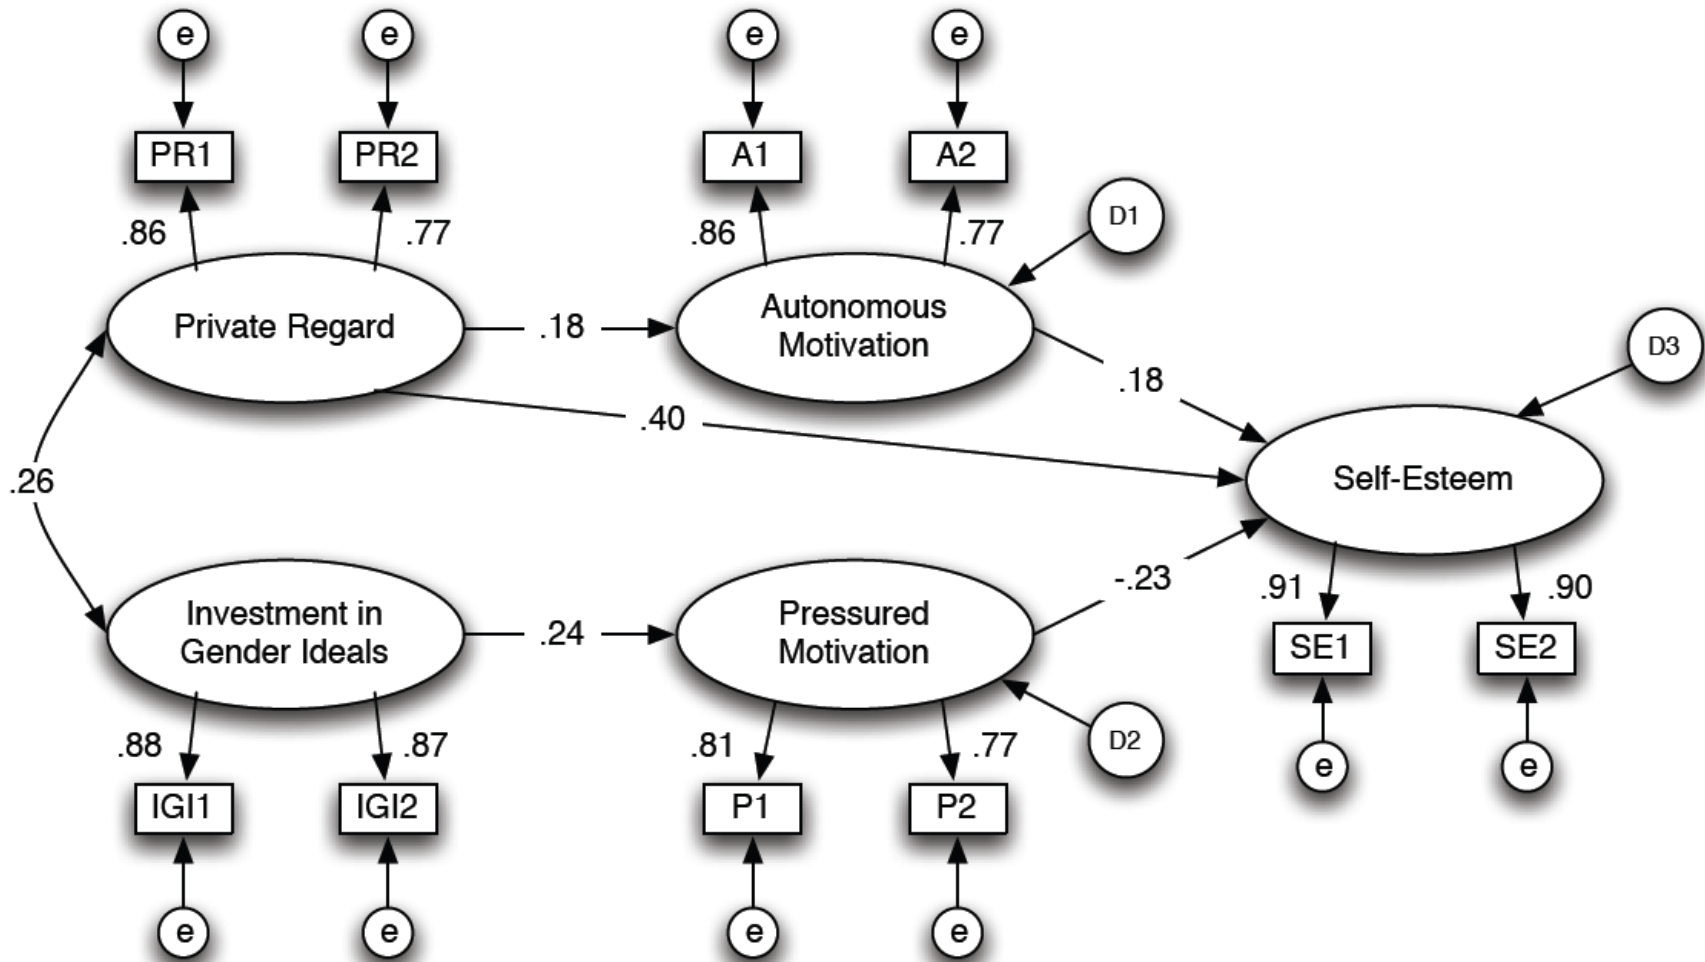 e
e
e
e
PR1
PR2
A1
A2
.86
.77
.86
.77
D1
Private Regard
.18
Autonomous
Motivation
D3
.18
.40
.26
Self-Esteem
-.23
Investment in
Gender Ideals
.24
Pressured
Motivation
.91
.90
SE1
SE2
.88
.87
.81
.77
D2
IGI1
IGI2
P1
P2
e
e
e
e
e
e